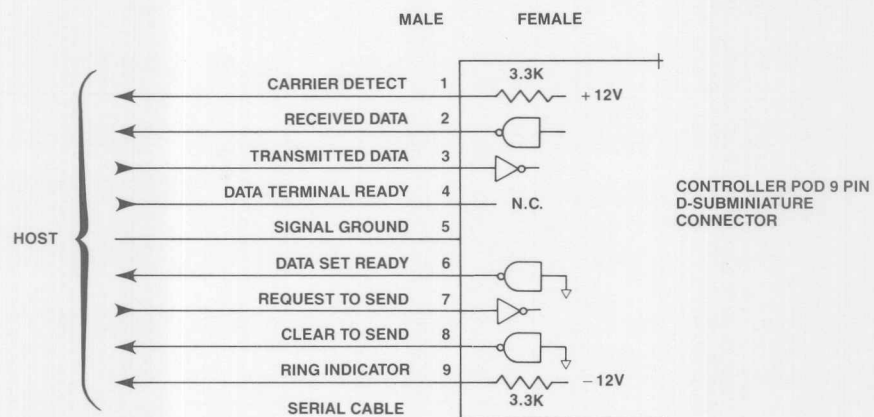 MALE FEMALE
CARRIER DETECT 1 3.3K +12V
RECEIVED DATA 2
TRANSMITTED DATA 3
DATA TERMINAL READY 4 N.C.
CONTROLLER POD 9 PIN
D-SUBMINIATURE
CONNECTOR
HOST
SIGNAL GROUND 5
DATA SET READY 6
REQUEST TO SEND 7
CLEAR TO SEND 8
RING INDICATOR 9 −12V
3.3K
SERIAL CABLE